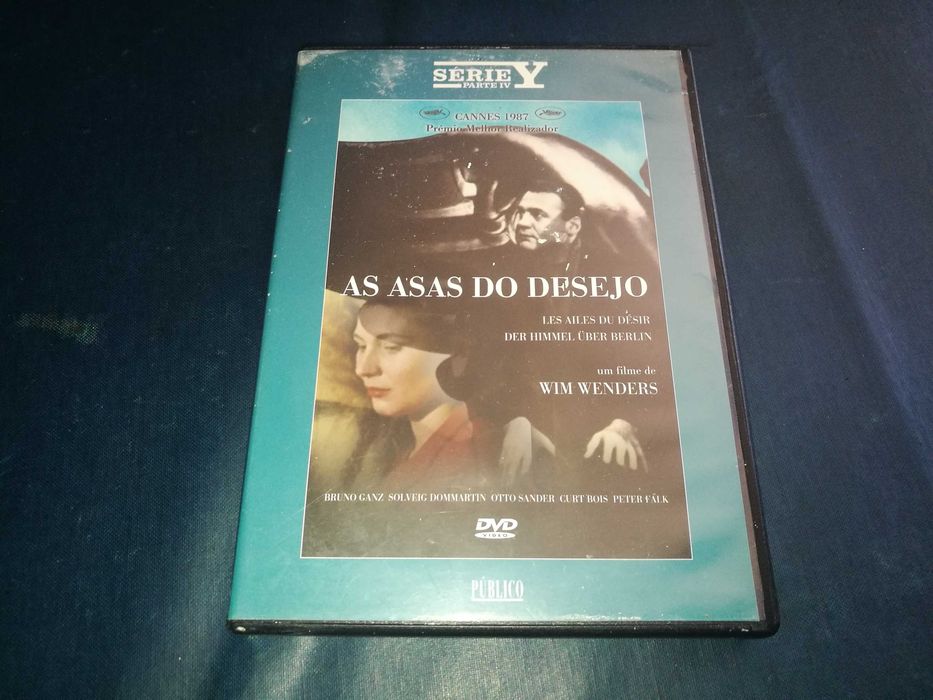 SÉRIE Y
PARTE IV
CANNES 1987
Prémio Melhor Realizador
AS ASAS DO DESEJO
LES AILES DU DÉSIR
DER HIMMEL ÜBER BERLIN
um filme de
WIM WENDERS
BRUNO GANZ SOLVEIG DOMMARTIN OTTO SANDER CURT BOIS PETER FALK
DVD
VIDEO
PÚBLICO